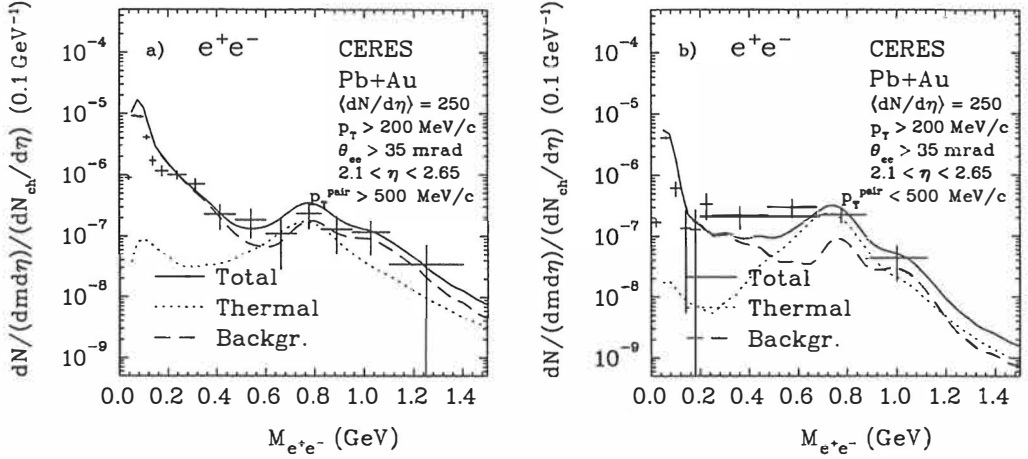 dN/(dmdη)/(dN_ch/dη) (0.1 GeV⁻¹)
10⁻⁴
10⁻⁵
10⁻⁶
10⁻⁷
10⁻⁸
10⁻⁹
a) e⁺e⁻ CERES
Pb+Au
⟨dN/dη⟩ = 250
p_T > 200 MeV/c
θ_ee > 35 mrad
2.1 < η < 2.65
p_T^pair > 500 MeV/c
Total
Thermal
Backgr.
0.0 0.2 0.4 0.6 0.8 1.0 1.2 1.4
M_e⁺e⁻ (GeV)
dN/(dmdη)/(dN_ch/dη) (0.1 GeV⁻¹)
10⁻⁴
10⁻⁵
10⁻⁶
10⁻⁷
10⁻⁸
10⁻⁹
b) e⁺e⁻ CERES
Pb+Au
⟨dN/dη⟩ = 250
p_T > 200 MeV/c
θ_ee > 35 mrad
2.1 < η < 2.65
p_T^pair < 500 MeV/c
Total
Thermal
Backgr.
0.0 0.2 0.4 0.6 0.8 1.0 1.2 1.4
M_e⁺e⁻ (GeV)